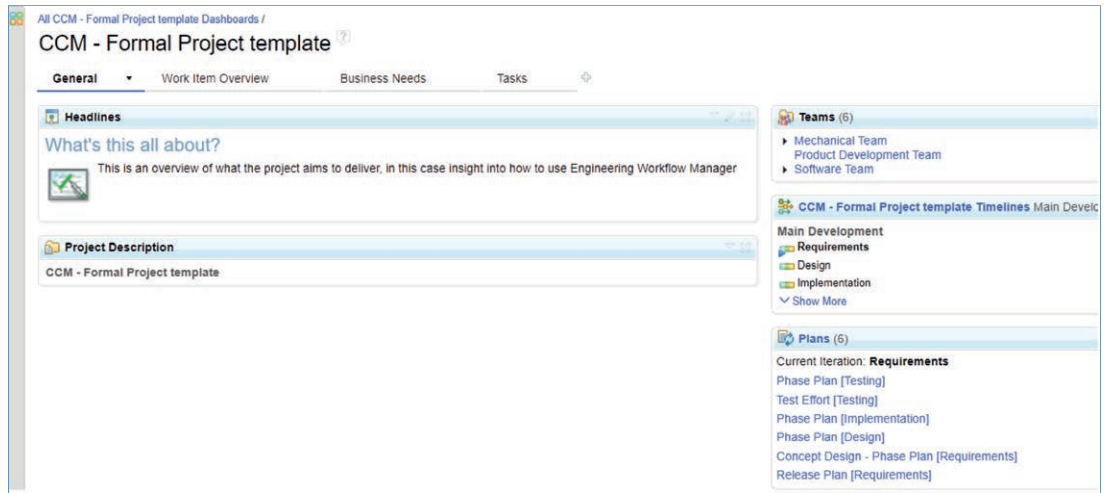 All CCM - Formal Project template Dashboards /
CCM - Formal Project template
General Work Item Overview Business Needs Tasks
Headlines
What's this all about?
This is an overview of what the project aims to deliver, in this case insight into how to use Engineering Workflow Manager
Project Description
CCM - Formal Project template
Teams (6)
Mechanical Team
Product Development Team
Software Team
CCM - Formal Project template Timelines Main Develo
Main Development
Requirements
Design
Implementation
Show More
Plans (6)
Current Iteration: Requirements
Phase Plan [Testing]
Test Effort [Testing]
Phase Plan [Implementation]
Phase Plan [Design]
Concept Design - Phase Plan [Requirements]
Release Plan [Requirements]